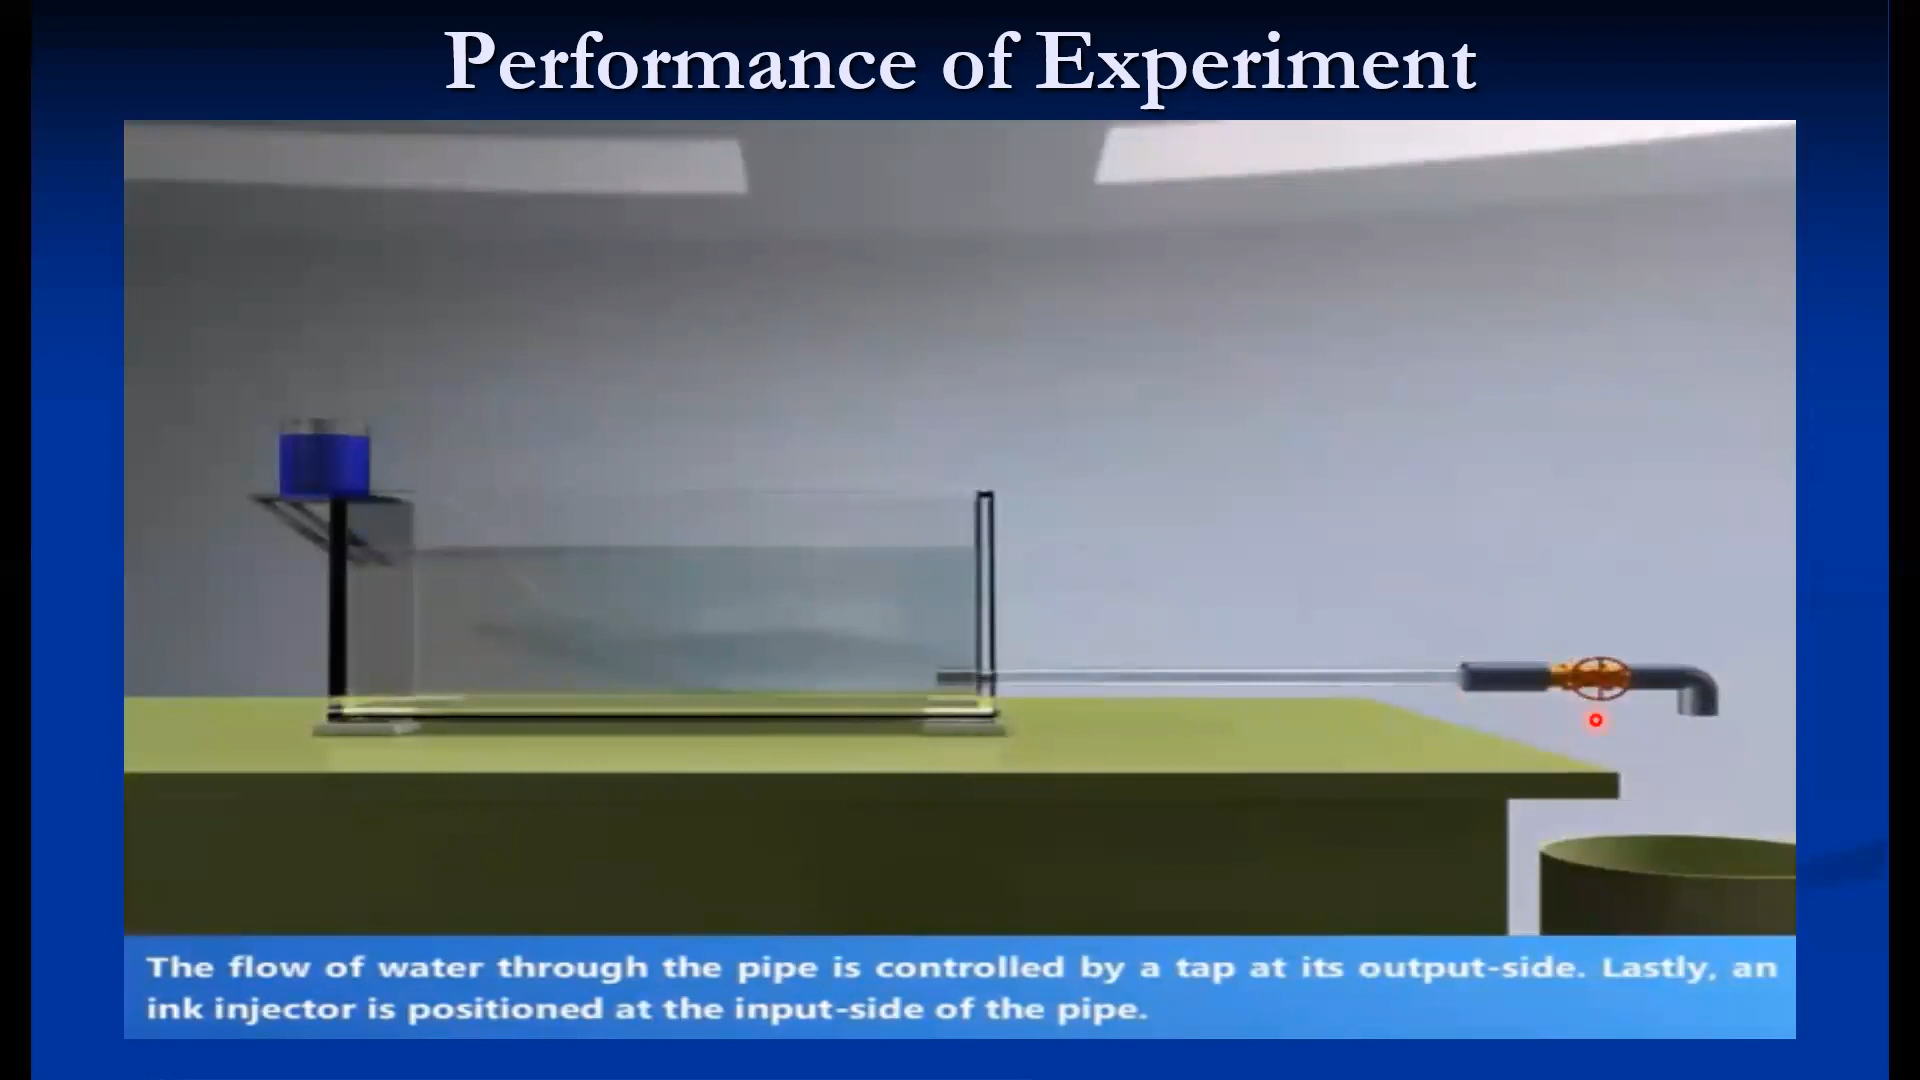 Performance of Experiment
The flow of water through the pipe is controlled by a tap at its output-side. Lastly, an
ink injector is positioned at the input-side of the pipe.